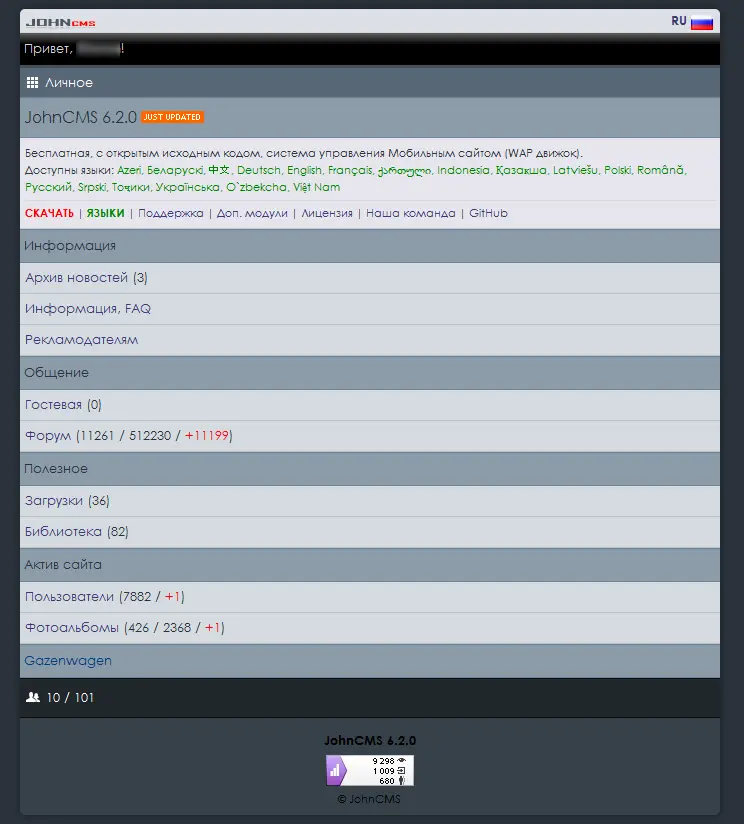 JOHNCMS
RU
Привет, !
Личное
JohnCMS 6.2.0 JUST UPDATED
Бесплатная, с открытым исходным кодом, система управления Мобильным сайтом (WAP движок).
Доступны языки: Azeri, Беларускі, 中文, Deutsch, English, Français, ქართული, Indonesia, Қазақша, Latviešu, Polski, Română,
Русский, Srpski, Тоҷики, Українська, O`zbekcha, Việt Nam
СКАЧАТЬ | ЯЗЫКИ | Поддержка | Доп. модули | Лицензия | Наша команда | GitHub
Информация
Архив новостей (3)
Информация, FAQ
Рекламодателям
Общение
Гостевая (0)
Форум (11261 / 512230 / +11199)
Полезное
Загрузки (36)
Библиотека (82)
Актив сайта
Пользователи (7882 / +1)
Фотоальбомы (426 / 2368 / +1)
Gazenwagen
10 / 101
JohnCMS 6.2.0
9 298
1 009
680
© JohnCMS